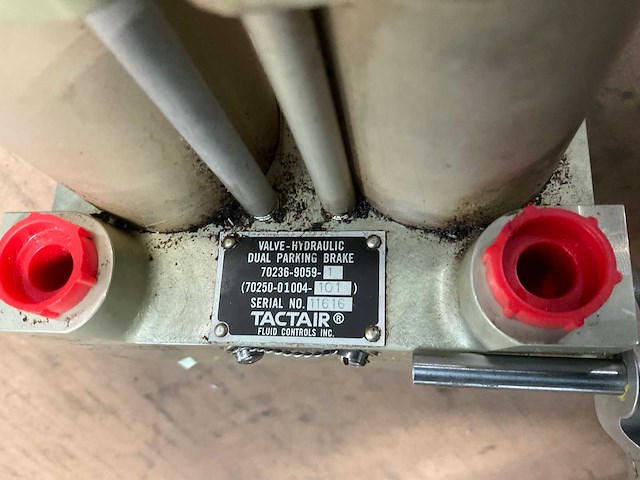 VALVE-HYDRAULIC
DUAL PARKING BRAKE
70236-9059-1
(70250-01004-101)
SERIAL NO. 11616
TACTAIR®
FLUID CONTROLS INC.